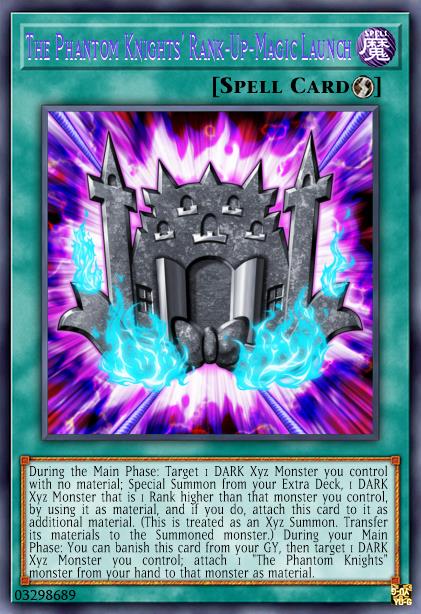 The Phantom Knights' Rank-Up-Magic Launch
SPELL
魔
[Spell Card]
During the Main Phase: Target 1 DARK Xyz Monster you control
with no material; Special Summon from your Extra Deck, 1 DARK
Xyz Monster that is 1 Rank higher than that monster you control,
by using it as material, and if you do, attach this card to it as
additional material. (This is treated as an Xyz Summon. Transfer
its materials to the Summoned monster.) During your Main
Phase: You can banish this card from your GY, then target 1 DARK
Xyz Monster you control; attach 1 "The Phantom Knights"
monster from your hand to that monster as material.
03298689